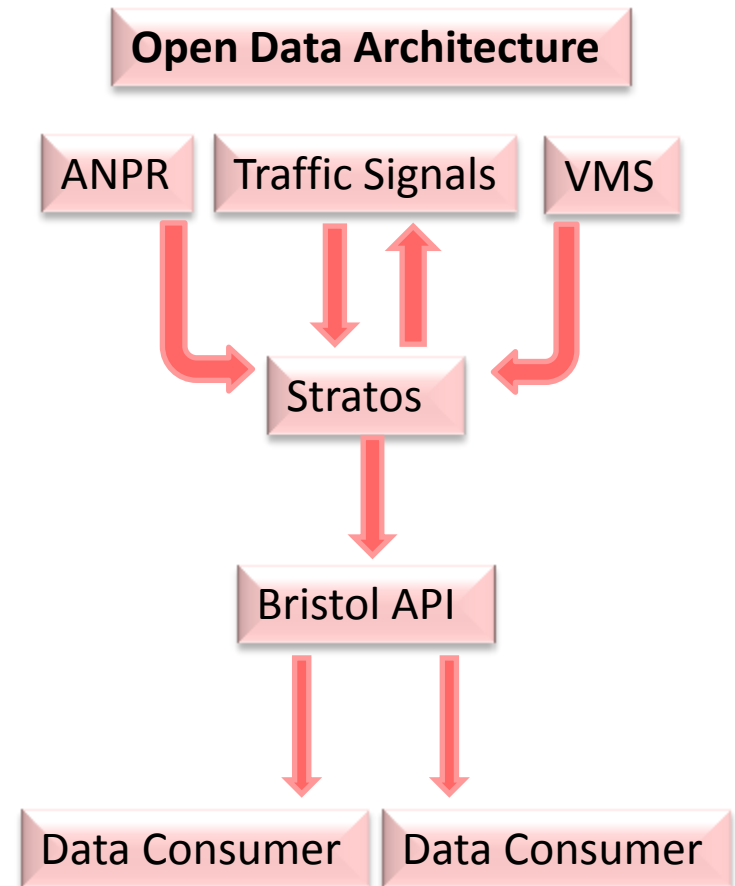 Open Data Architecture
ANPR
Traffic Signals
VMS
Stratos
Bristol API
Data Consumer
Data Consumer